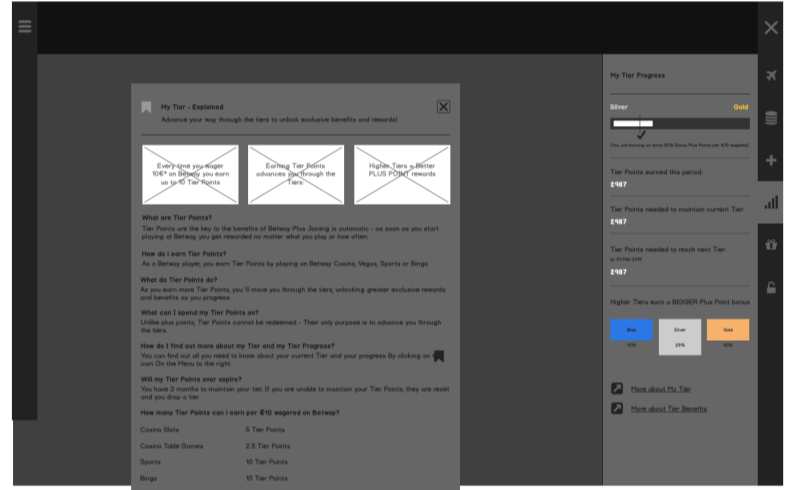 My Tier - Explained
Advance your way through the tiers to unlock exclusive benefits and rewards!
Every time you wager
10€* on Betway you earn
up to 10 Tier Points
Earning Tier Points
advances you through the
Tiers.
Higher Tiers = Better
PLUS POINT rewards
What are Tier Points?
Tier Points are the key to the benefits of Betway Plus Joining is automatic - as soon as you start
playing at Betway, you get rewarded no matter what you play or how often.
How do i earn Tier Points?
As a Betway player, you earn Tier Points by playing on Betway Casino, Vegas, Sports or Bingo.
What do Tier Points do?
As you earn more Tier Points, you 'll move you through the tiers, unlocking greater exclusive rewards
and benefits as you progress.
What can I spend my Tier Points on?
Unlike plus points, Tier Points cannot be redeemed - Their only purpose is to advance you through
the tiers.
How do I find out more about my Tier and my Tier Progress?
You can find out all you need to know about your current Tier and your progress By clicking on
icon On the Menu to the right.
Will my Tier Points ever expire?
You have 3 months to maintain your tier. If you are unable to maintain your Tier Points, they are reset
and you drop a tier
How many Tier Points can i earn per €10 wagered on Betway?
Casino Slots 5 Tier Points
Casino Table Games 2.5 Tier Points
Sports 10 Tier Points
Bingo 10 Tier Points
My Tier Progress
Silver Gold
Tier Points earned this period:
2987
Tier Points needed to maintain current Tier:
2987
Tier Points needed to reach next Tier:
2987
Higher Tiers earn a BIGGER Plus Point bonus
Blue Silver Gold
25%
More about My Tier
More about Tier Benefits